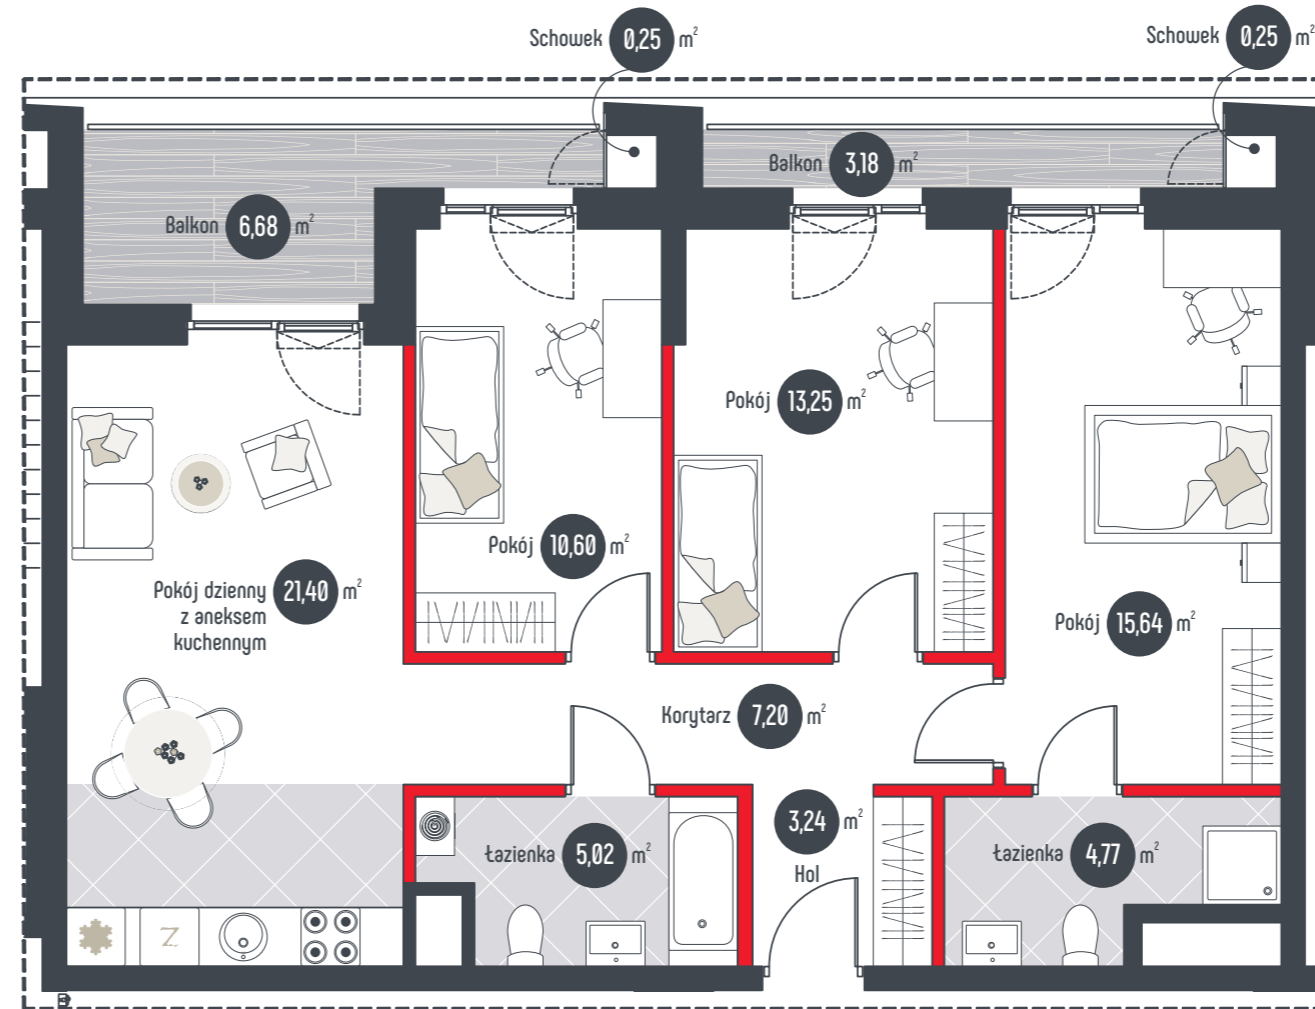 Schowek 0,25 m²
Schowek 0,25 m²
Balkon 3,18 m²
Balkon 6,68 m²
Pokój 13,25 m²
Pokój 10,60 m²
Pokój dzienny 21,40 m²
z aneksem
kuchennym
Pokój 15,64 m²
Korytarz 7,20 m²
3,24 m²
Hol
Łazienka 5,02 m²
Łazienka 4,77 m²
Z